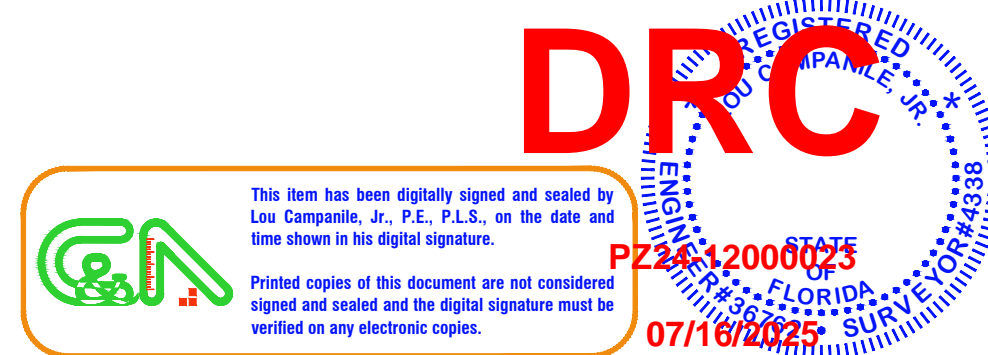 DRC
REGISTERED
LOU CAMPANILE, JR.
This item has been digitally signed and sealed by
Lou Campanile, Jr., P.E., P.L.S., on the date and
time shown in his digital signature.
Printed copies of this document are not considered
signed and sealed and the digital signature must be
verified on any electronic copies.
PZ24-12000023
STATE
OF
FLORIDA
SURVEYOR#4338
07/16/2025